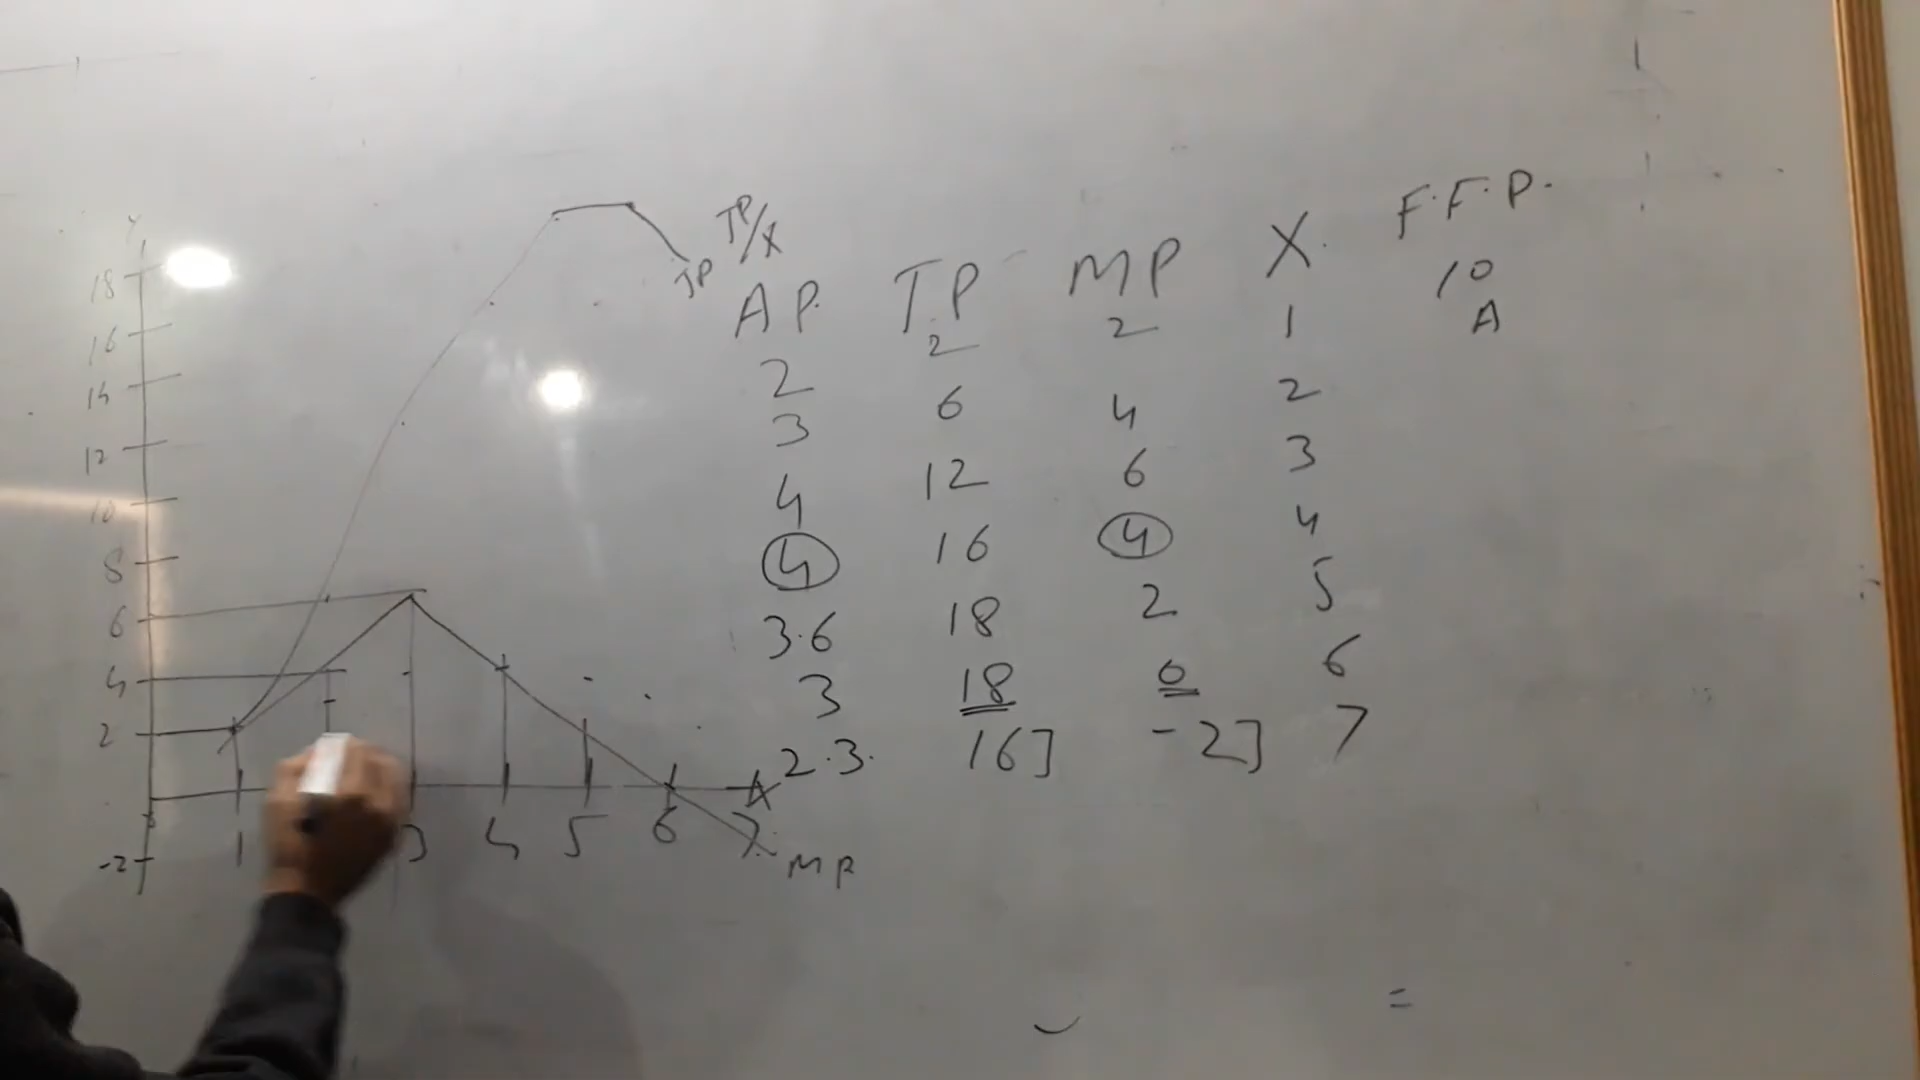 Y
18
16
14
12
10
8
6
4
2
-2
1 3 4 5 6 7
MP
TP
TP/X
AP. TP MP X. F.F.P.
2 2 2 1 10
3 6 4 2 A
4 12 6 3
4 16 4 4
3.6 18 2 5
3 18 0 6
2.3. 16] -2] 7
=